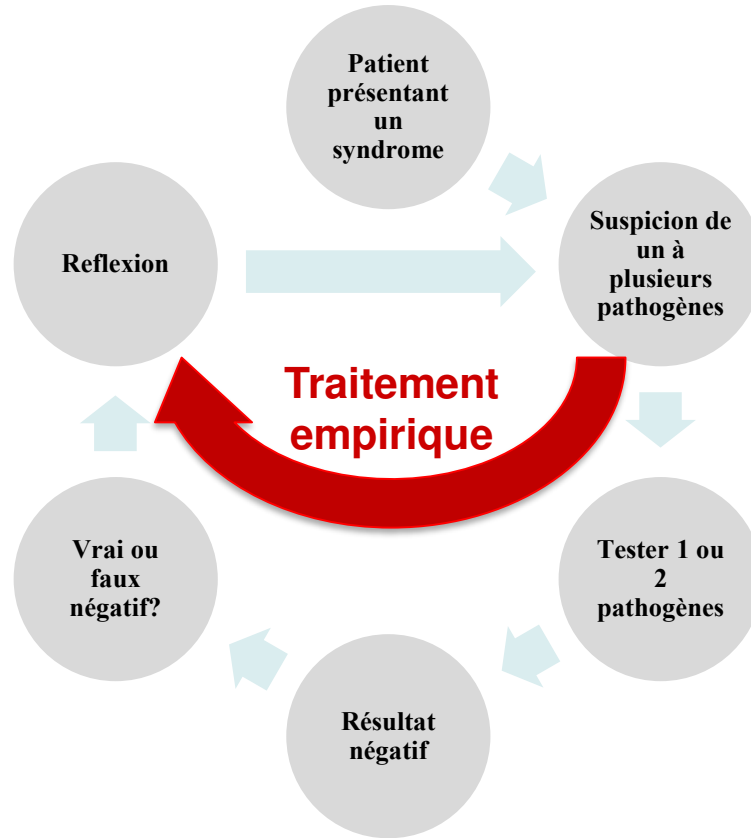 Patient
présentant
un
syndrome
Suspicion de
un à
plusieurs
pathogènes
Tester 1 ou
2
pathogènes
Résultat
négatif
Vrai ou
faux
négatif?
Reflexion
Traitement
empirique